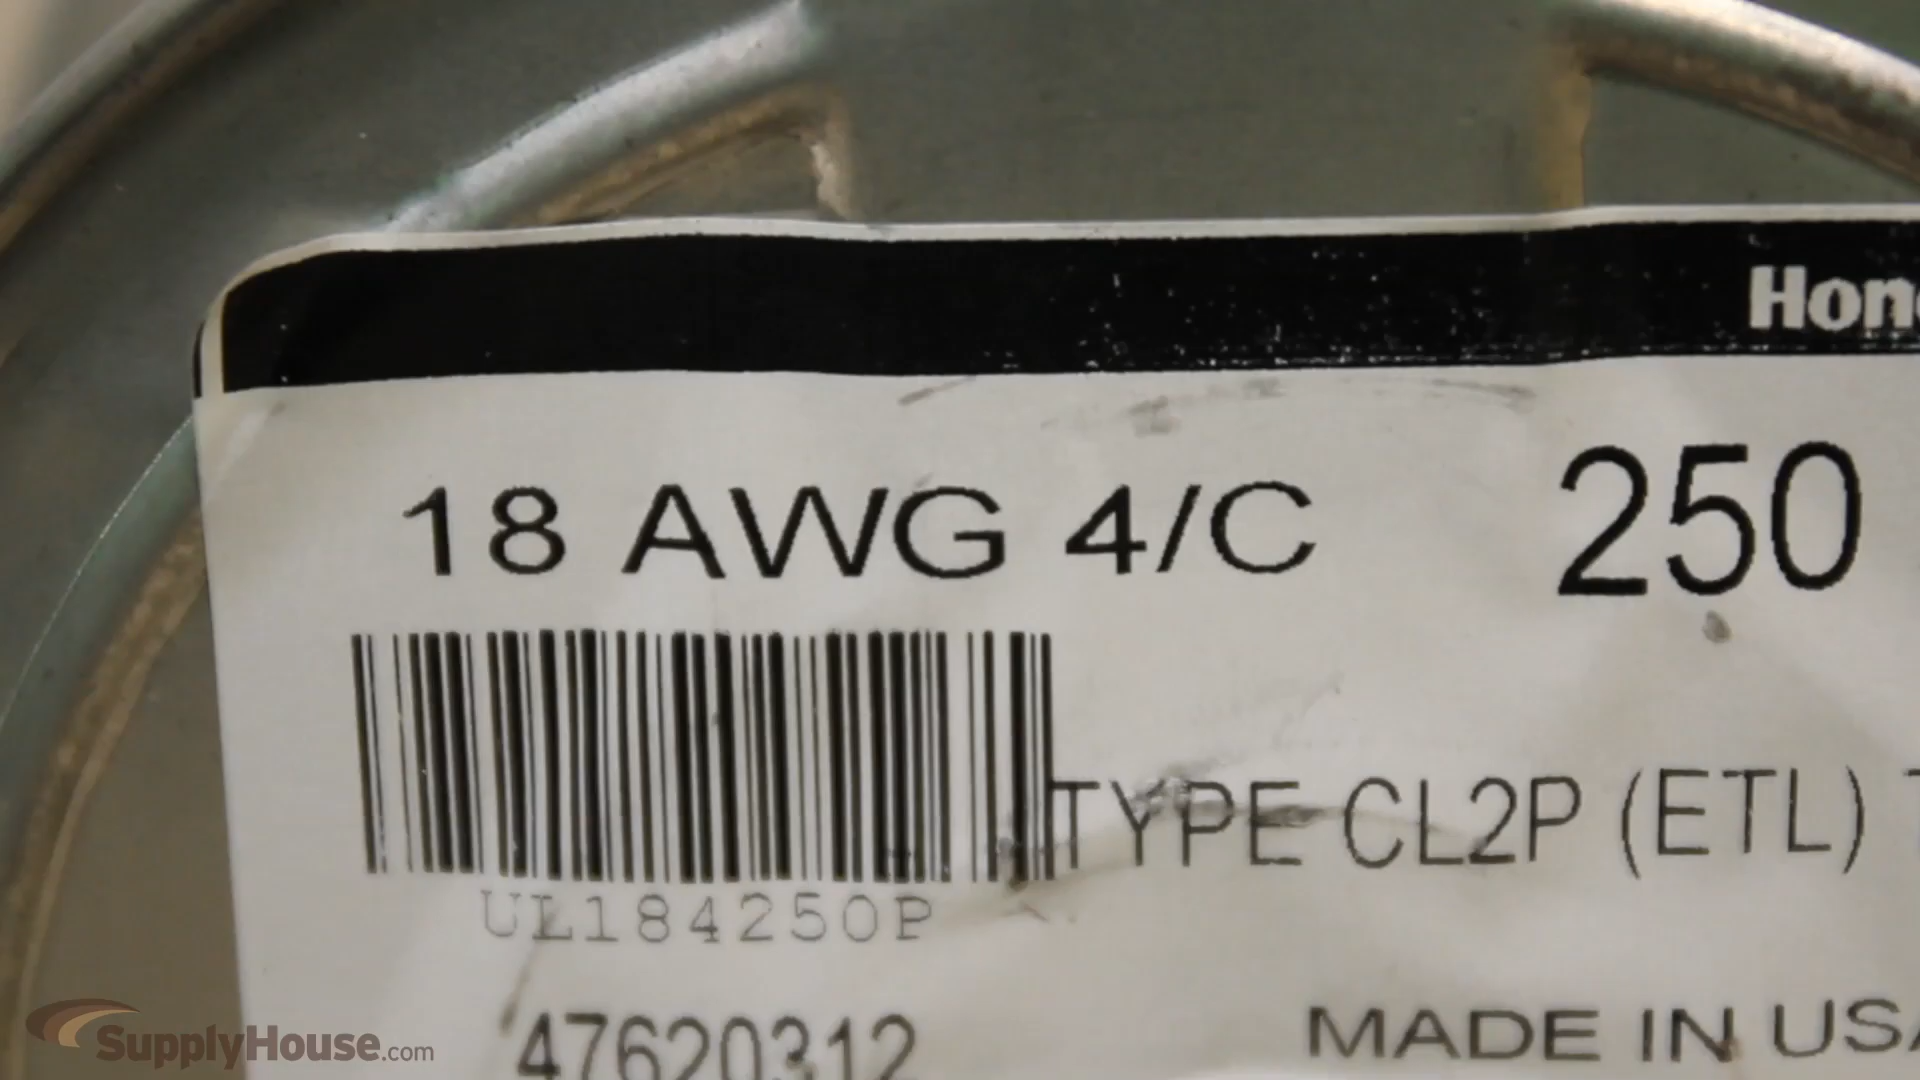 Hon
18 AWG 4/C 250
TYPE CL2P (ETL)
UL184250P
47620312
MADE IN USA
SupplyHouse.com